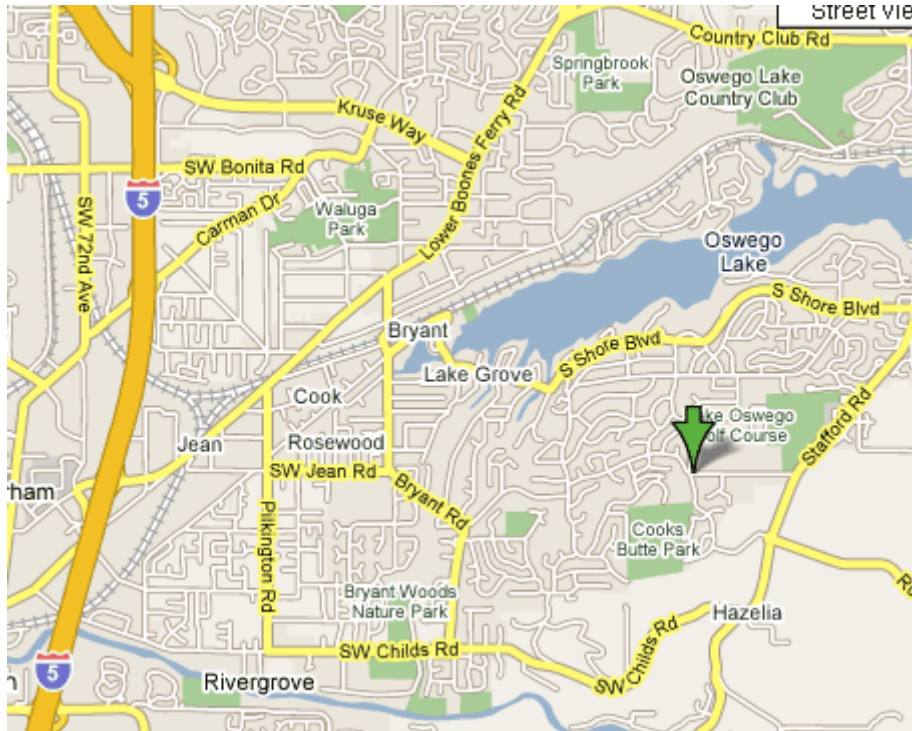 Street Vie
Country Club Rd
Springbrook
Park
Oswego Lake
Country Club
Kruse Way
Lower Boones Ferry Rd
SW Bonita Rd
5
SW 72nd Ave
Carman Dr
Waluga
Park
Oswego
Lake
S Shore Blvd
Bryant
S Shore Blvd
Lake Grove
Cook
ke Oswego
olf Course
Stafford Rd
Jean
Rosewood
SW Jean Rd
rham
Bryant Rd
Pilkington Rd
Cooks
Butte Park
Bryant Woods
Nature Park
Hazelia
SW Childs Rd
SW Childs Rd
5
Rivergrove